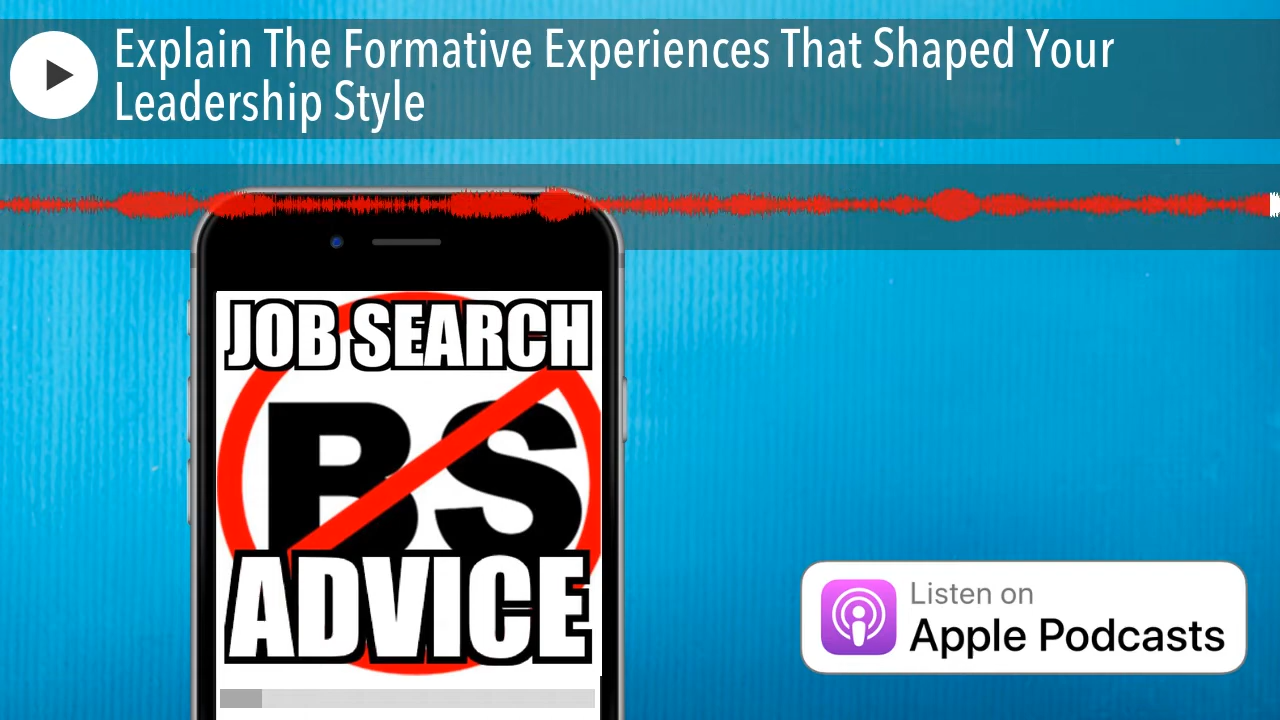 Explain The Formative Experiences That Shaped Your
Leadership Style
JOB SEARCH
BS
ADVICE
Listen on
Apple Podcasts